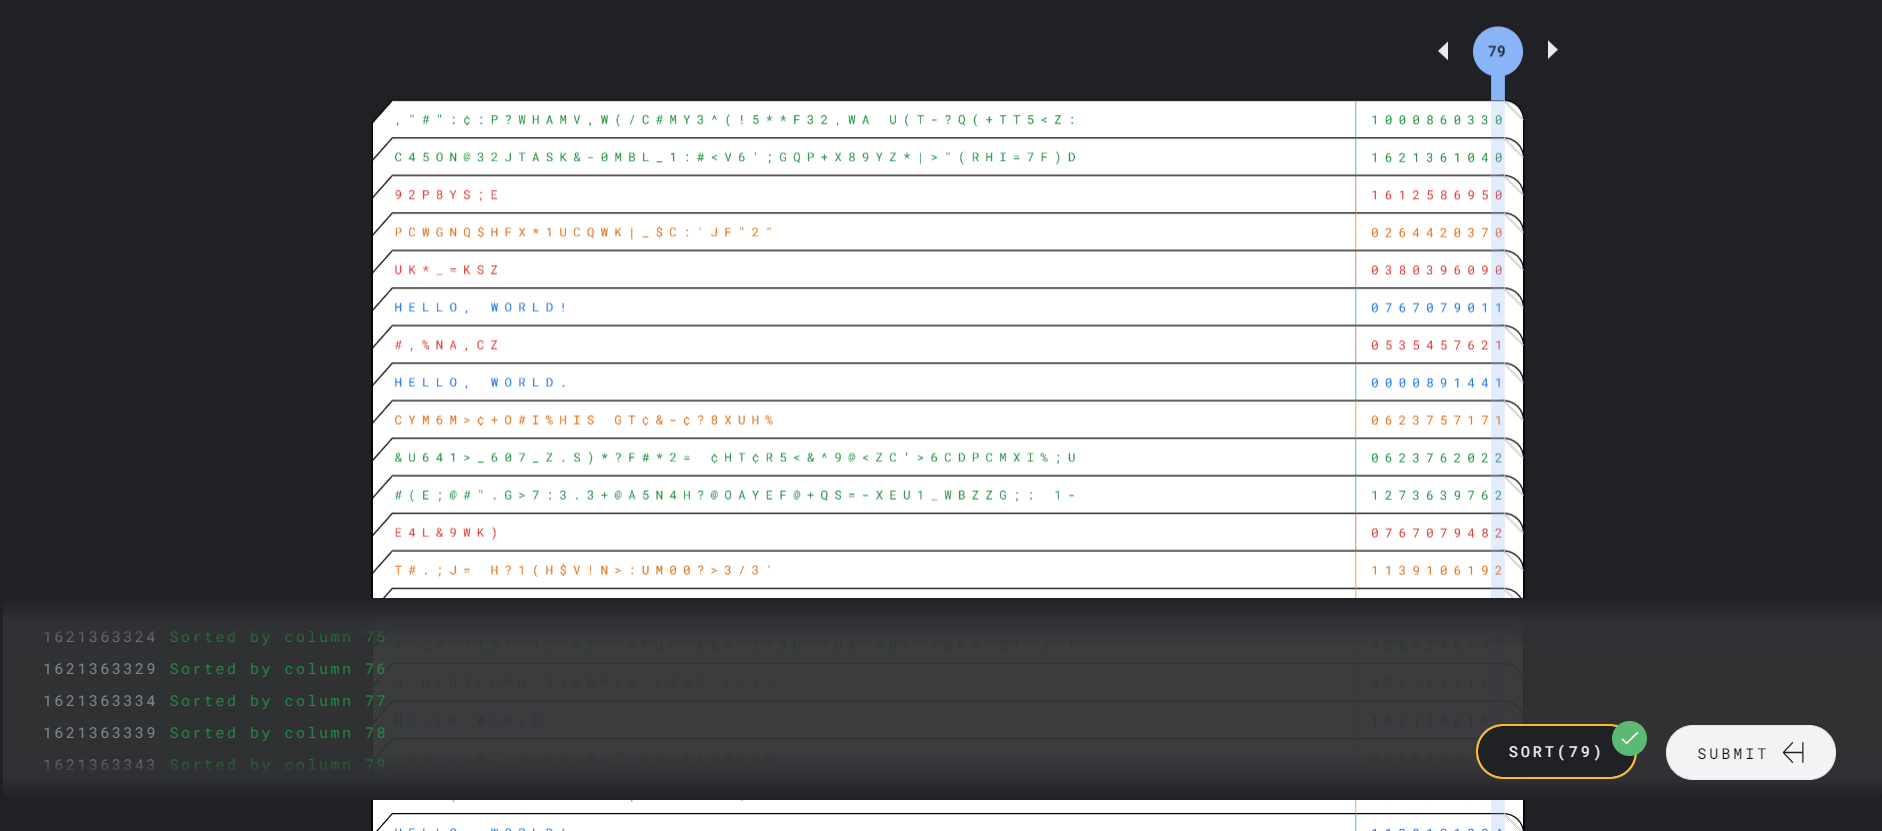 79
,"#":¢:P?WHAMV,W(/C#MY3^(!5**F32,WA U(T-?Q(+TT5<Z: 1000860330
C45ON@32JTASK&-0MBL_1:#<V6';GQP+X89YZ*|>"(RHI=7F)D 1621361040
92P8YS;E 1612586950
PCWGNQ$HFX*1UCQWK|_$C:'JF"2" 0264420370
UK*_=KSZ 0380396090
HELLO, WORLD! 0767079011
#,%NA,CZ 0535457621
HELLO, WORLD. 0000891441
CYM6M>¢+O#I%HIS GT¢&-¢?8XUH% 0623757171
&U641>_607_Z.S)*?F#*2= ¢HT¢R5<&^9@<ZC'>6CDPCMXI%;U 0623762022
#(E;@#".G>7:3.3+@A5N4H?@OAYEF@+QS=-XEU1_WBZZG;: 1- 1273639762
E4L&9WK) 0767079482
T#.;J= H?1(H$V!N>:UM00?>3/3' 1139106192
1621363324 Sorted by column 75
1621363329 Sorted by column 76
1621363334 Sorted by column 77
HELLO WORLD
1621363339 Sorted by column 78
SORT(79)
SUBMIT
1621363343 Sorted by column 79